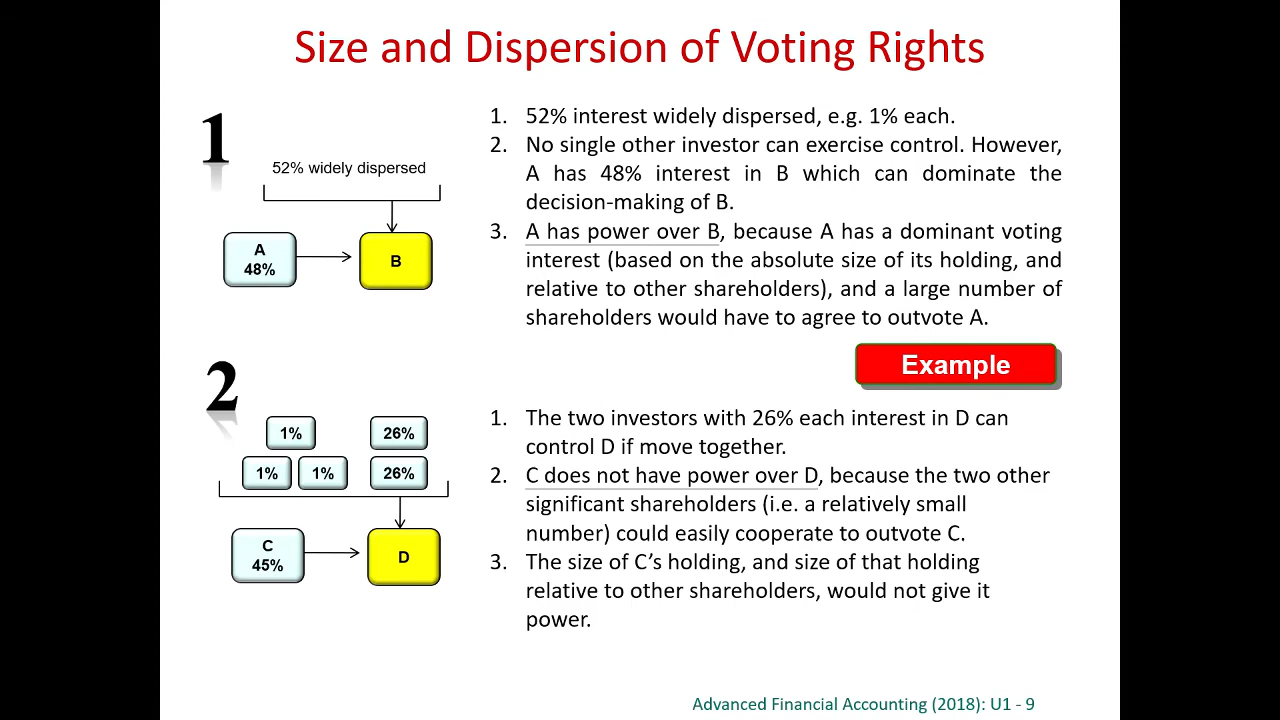 Size and Dispersion of Voting Rights
1
52% widely dispersed
A
48%
B
1. 52% interest widely dispersed, e.g. 1% each.
2. No single other investor can exercise control. However,
A has 48% interest in B which can dominate the
decision-making of B.
3. A has power over B, because A has a dominant voting
interest (based on the absolute size of its holding, and
relative to other shareholders), and a large number of
shareholders would have to agree to outvote A.
Example
2
1%
26%
1%
1%
26%
C
45%
D
1. The two investors with 26% each interest in D can
control D if move together.
2. C does not have power over D, because the two other
significant shareholders (i.e. a relatively small
number) could easily cooperate to outvote C.
3. The size of C’s holding, and size of that holding
relative to other shareholders, would not give it
power.
Advanced Financial Accounting (2018): U1 - 9